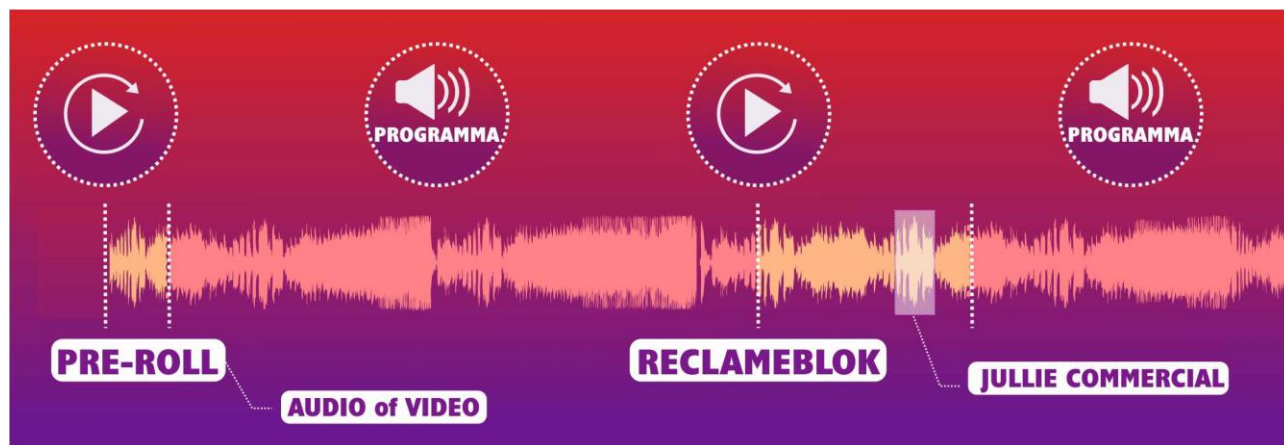 PROGRAMMA
PROGRAMMA
PRE-ROLL
RECLAMEBLOK
JULLIE COMMERCIAL
AUDIO of VIDEO